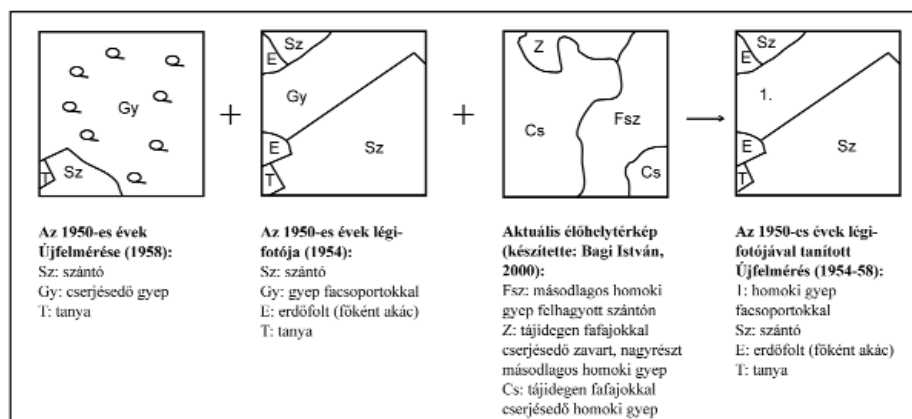 Gy
Sz
T
+
Sz
E
Gy
E
Sz
T
+
Z
Cs
Fsz
Cs
→
Sz
E
1.
E
Sz
T
Az 1950-es évek
Újfelmérése (1958):
Sz: szántó
Gy: cserjésedő gyep
T: tanya
Az 1950-es évek légi-
fotója (1954):
Sz: szántó
Gy: gyep facsoportokkal
E: erdőfolt (főként akác)
T: tanya
Aktuális élőhelytérkép
(készítette: Bagi István,
2000):
Fsz: másodlagos homoki
gyep felhagyott szántón
Z: tájidegen fafajokkal
cserjésedő zavart, nagyrészt
másodlagos homoki gyep
Cs: tájidegen fafajokkal
cserjésedő homoki gyep
Az 1950-es évek légi-
fotójával tanított
Újfelmérés (1954-58):
1: homoki gyep
facsoportokkal
Sz: szántó
E: erdőfolt (főként akác)
T: tanya